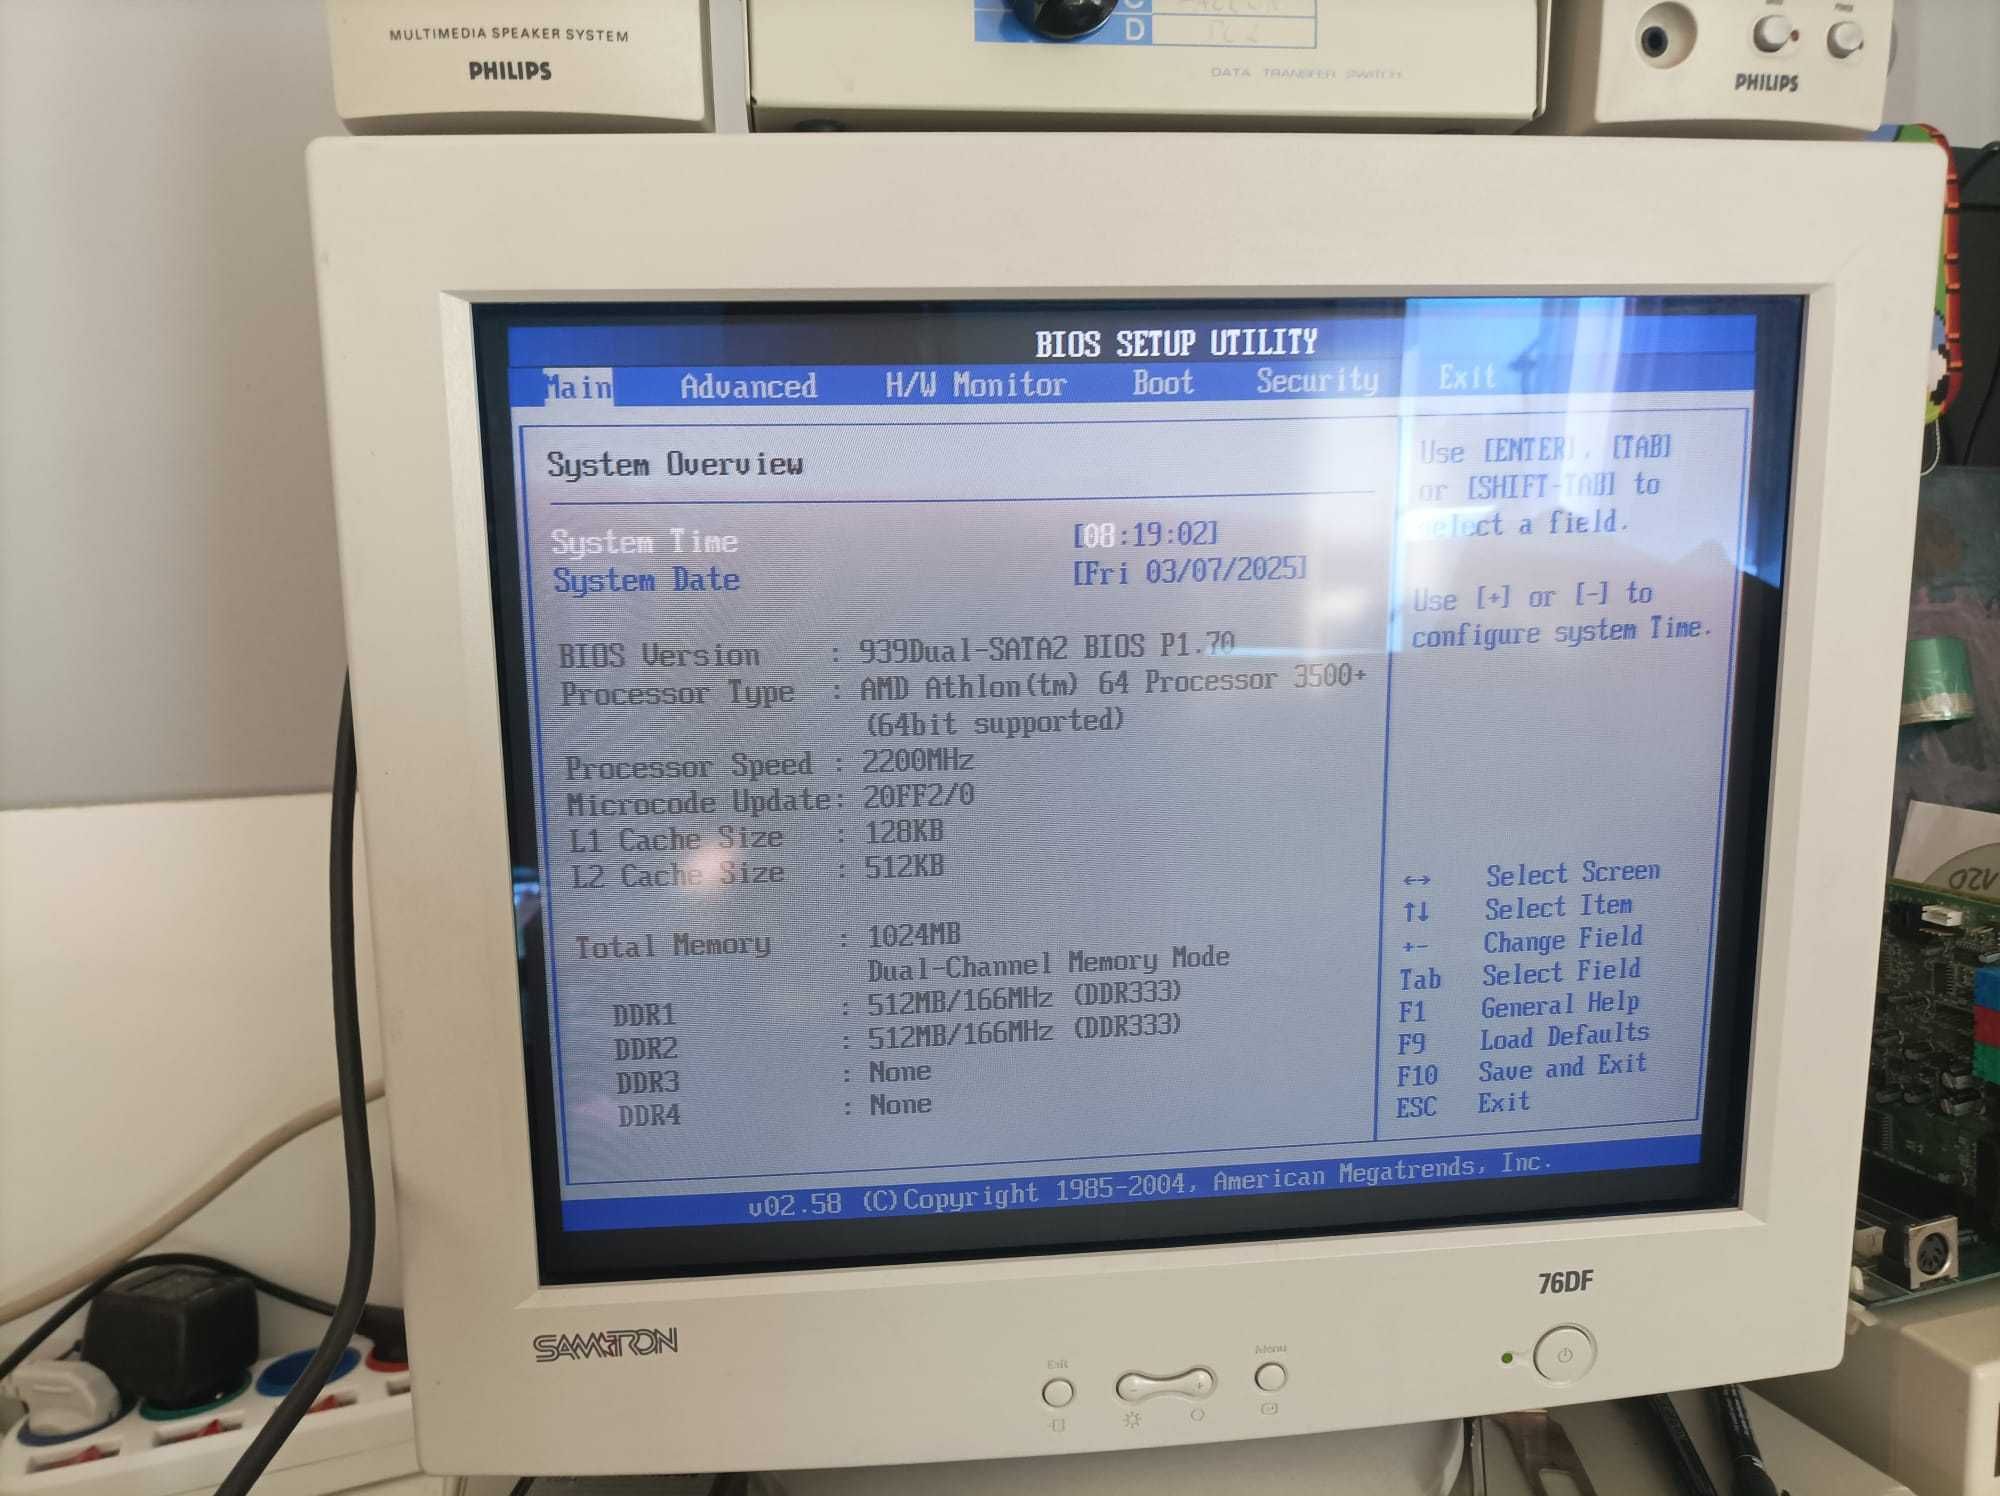 MULTIMEDIA SPEAKER SYSTEM
PHILIPS
C
D
DATA TRANSFER SWITCH
POWER
PHILIPS
BIOS SETUP UTILITY
Main Advanced H/W Monitor Boot Security Exit
System Overview
System Time [08:19:02]
System Date [Fri 03/07/2025]
BIOS Version : 939Dual-SATA2 BIOS P1.70
Processor Type : AMD Athlon(tm) 64 Processor 3500+
(64bit supported)
Processor Speed : 2200MHz
Microcode Update: 20FF2/0
L1 Cache Size : 128KB
L2 Cache Size : 512KB
Total Memory : 1024MB
Dual-Channel Memory Mode
DDR1 : 512MB/166MHz (DDR333)
DDR2 : 512MB/166MHz (DDR333)
DDR3 : None
DDR4 : None
Use [ENTER], [TAB]
or [SHIFT-TAB] to
select a field.
Use [+] or [-] to
configure system Time.
↔ Select Screen
↑↓ Select Item
+- Change Field
Tab Select Field
F1 General Help
F9 Load Defaults
F10 Save and Exit
ESC Exit
v02.58 (C)Copyright 1985-2004, American Megatrends, Inc.
76DF
SAMTRON
Exit
Menu